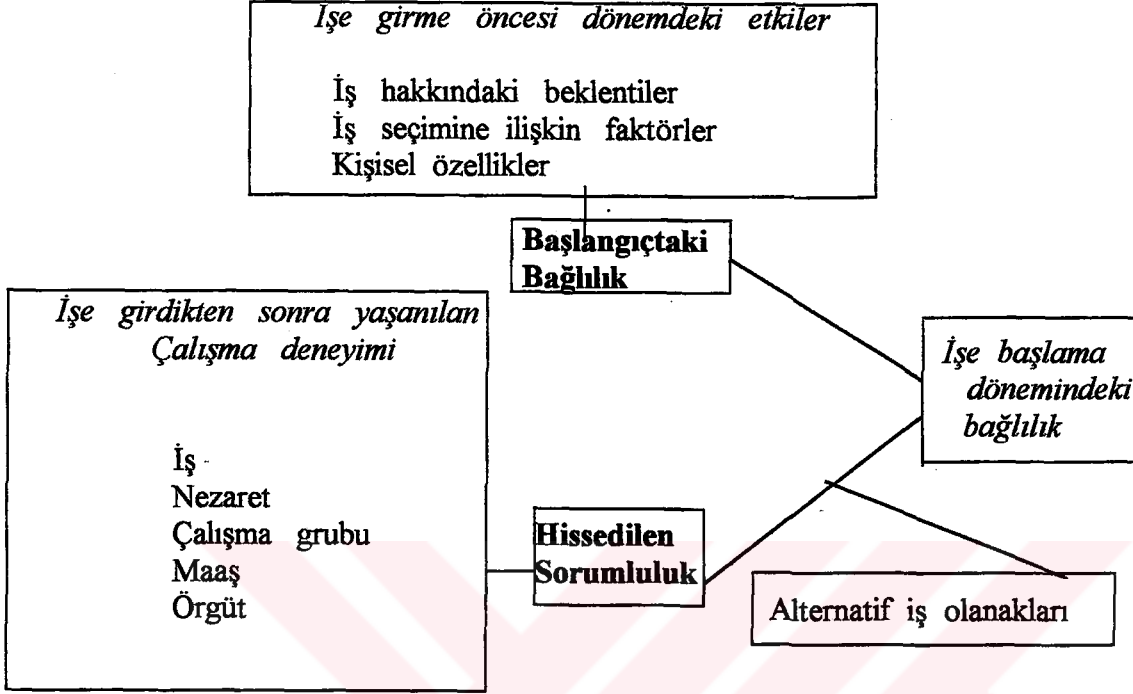 İşe girme öncesi dönemdeki etkiler
İş hakkındaki beklentiler
İş seçimine ilişkin faktörler
Kişisel özellikler
Başlangıçtaki
Bağlılık
İşe girdikten sonra yaşanılan
Çalışma deneyimi
İş
Nezaret
Çalışma grubu
Maaş
Örgüt
Hissedilen
Sorumluluk
İşe başlama
dönemindeki
bağlılık
Alternatif iş olanakları